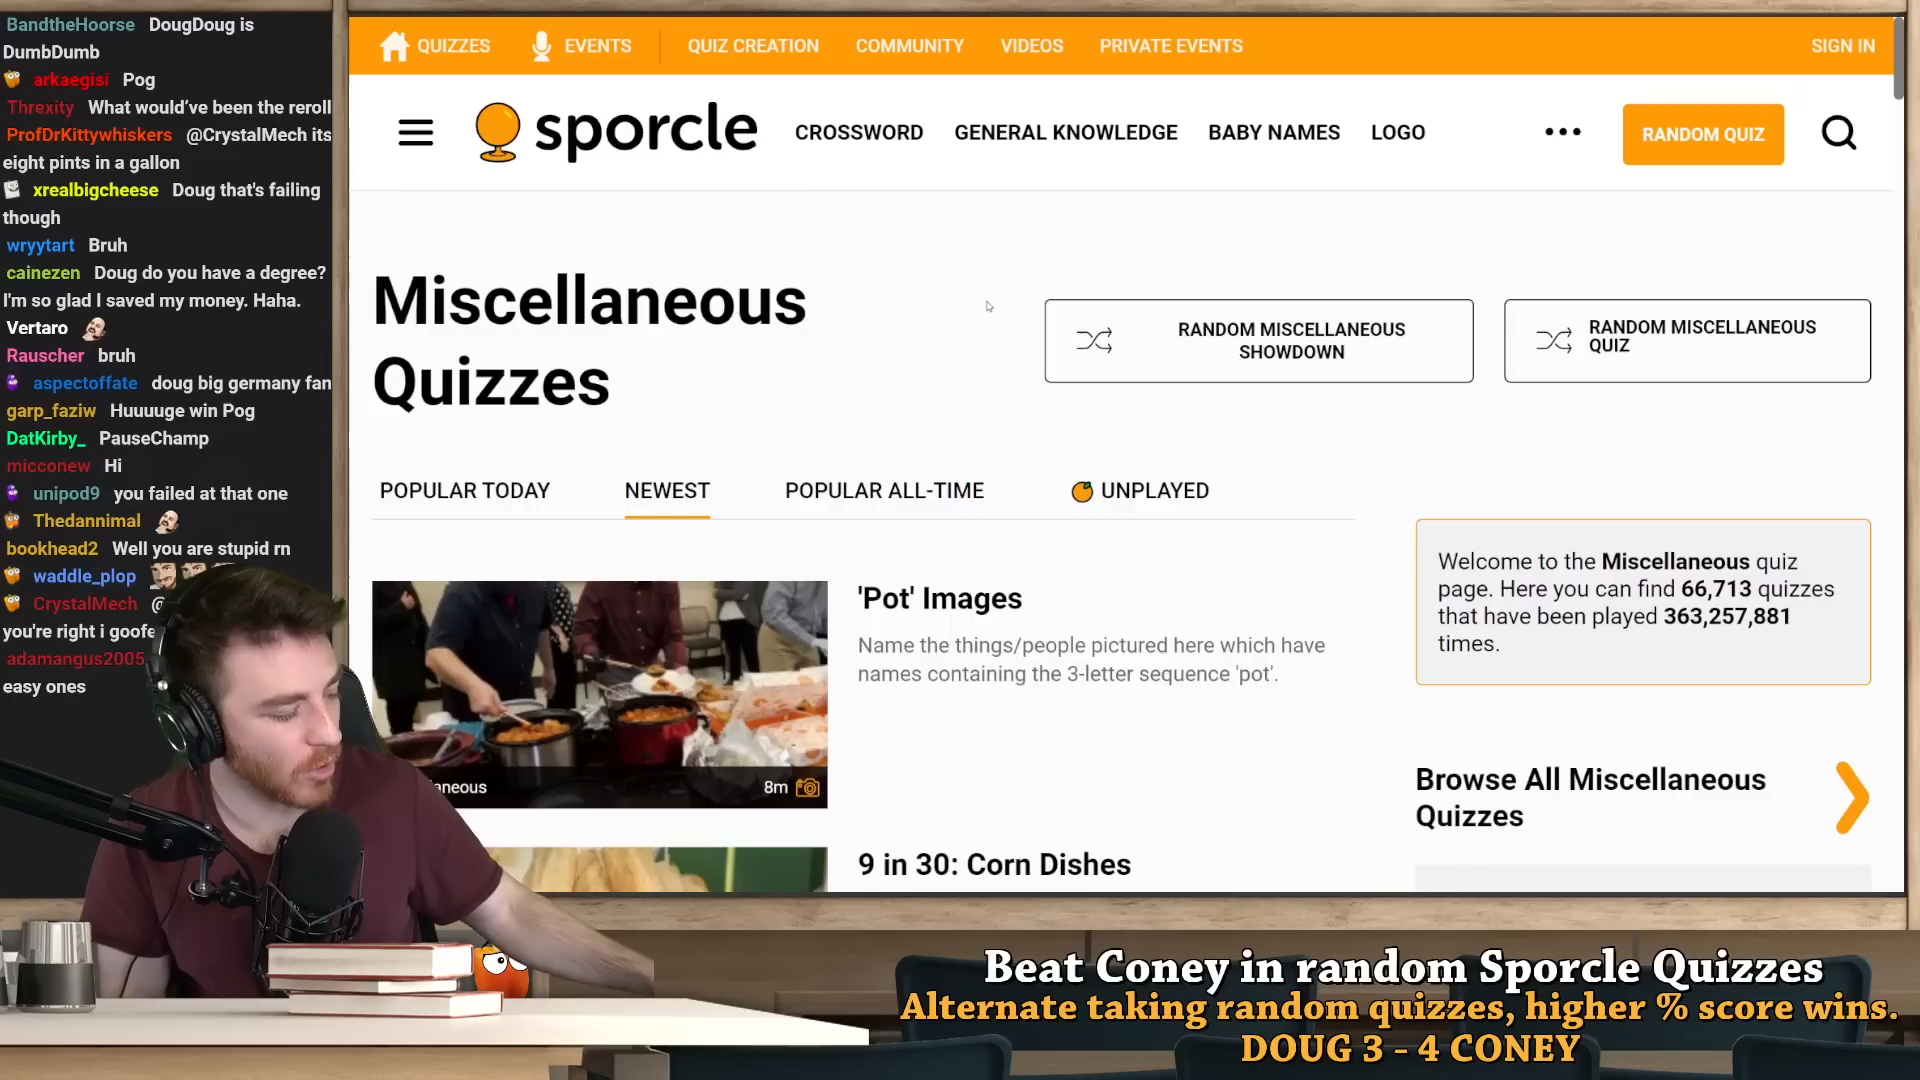 BandtheHoorse DougDoug is
DumbDumb
arkaegisi Pog
Threxity What would've been the reroll
ProfDrKittywhiskers @CrystalMech its
eight pints in a gallon
xrealbigcheese Doug that's failing
though
wryytart Bruh
cainezen Doug do you have a degree?
I'm so glad I saved my money. Haha.
Vertaro
Rauscher bruh
aspectoffate doug big germany fan
garp_faziw Huuuuge win Pog
DatKirby_ PauseChamp
micconew Hi
unipod9 you failed at that one
Thedannimal
bookhead2 Well you are stupid rn
waddle_plop
CrystalMech @
you're right i goofe
adamangus2005
easy ones
QUIZZES EVENTS QUIZ CREATION COMMUNITY VIDEOS PRIVATE EVENTS SIGN IN
sporcle CROSSWORD GENERAL KNOWLEDGE BABY NAMES LOGO ••• RANDOM QUIZ
Miscellaneous
Quizzes
RANDOM MISCELLANEOUS
SHOWDOWN
RANDOM MISCELLANEOUS
QUIZ
POPULAR TODAY NEWEST POPULAR ALL-TIME UNPLAYED
'Pot' Images
Name the things/people pictured here which have
names containing the 3-letter sequence 'pot'.
aneous 8m
9 in 30: Corn Dishes
Welcome to the Miscellaneous quiz
page. Here you can find 66,713 quizzes
that have been played 363,257,881
times.
Browse All Miscellaneous
Quizzes
Beat Coney in random Sporcle Quizzes
Alternate taking random quizzes, higher % score wins.
DOUG 3 - 4 CONEY